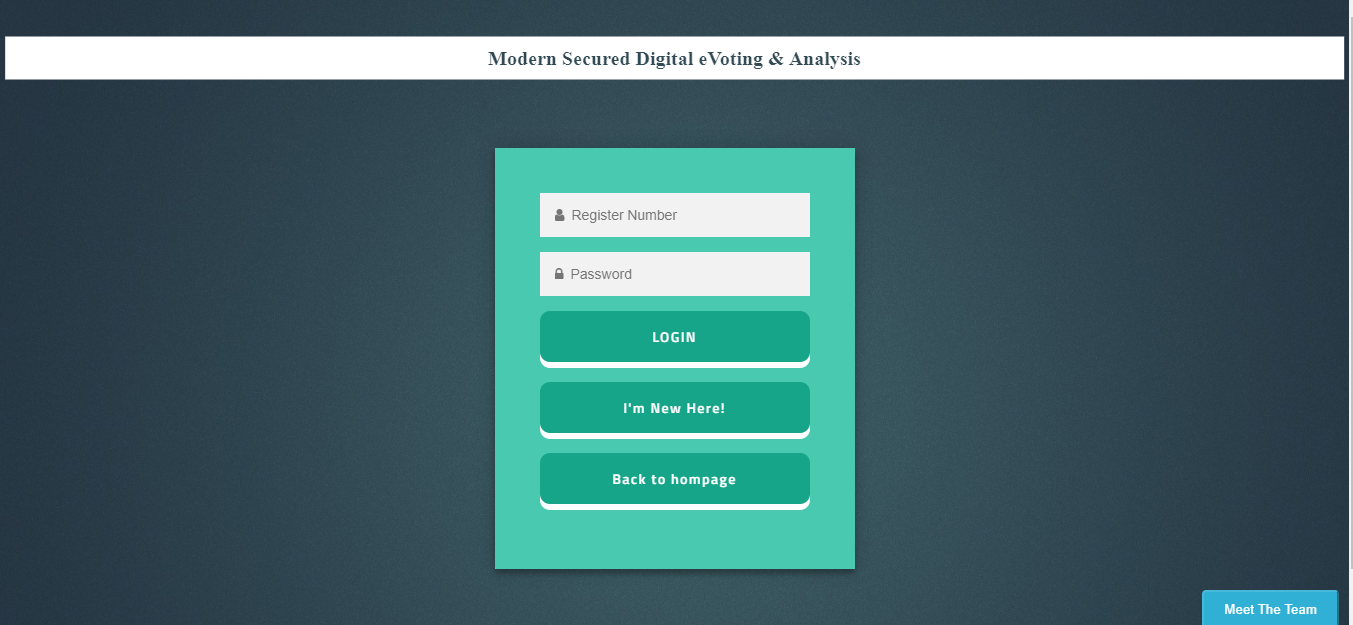 Modern Secured Digital eVoting & Analysis
Register Number
Password
LOGIN
I'm New Here!
Back to hompage
Meet The Team